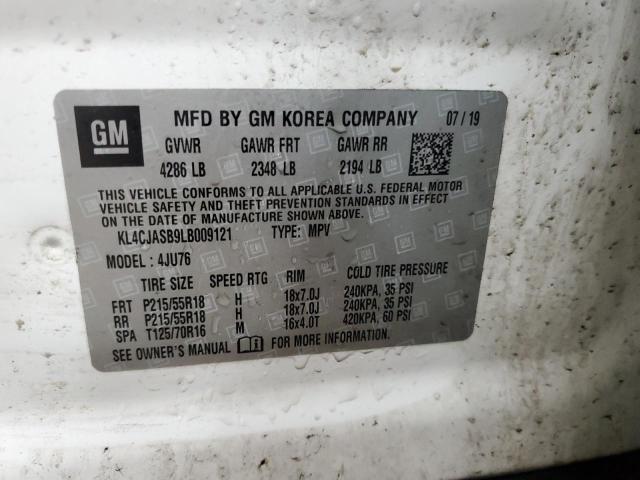 GM
MFD BY GM KOREA COMPANY 07/19
GVWR GAWR FRT GAWR RR
4286 LB 2348 LB 2194 LB
THIS VEHICLE CONFORMS TO ALL APPLICABLE U.S. FEDERAL MOTOR
VEHICLE SAFETY AND THEFT PREVENTION STANDARDS IN EFFECT
ON THE DATE OF MANUFACTURE SHOWN ABOVE.
KL4CJASB9LB009121 TYPE: MPV
MODEL : 4JU76
TIRE SIZE SPEED RTG RIM COLD TIRE PRESSURE
FRT P215/55R18 H 18x7.0J 240KPA, 35 PSI
RR P215/55R18 H 18x7.0J 240KPA, 35 PSI
SPA T125/70R16 M 16x4.0T 420KPA, 60 PSI
SEE OWNER'S MANUAL FOR MORE INFORMATION.